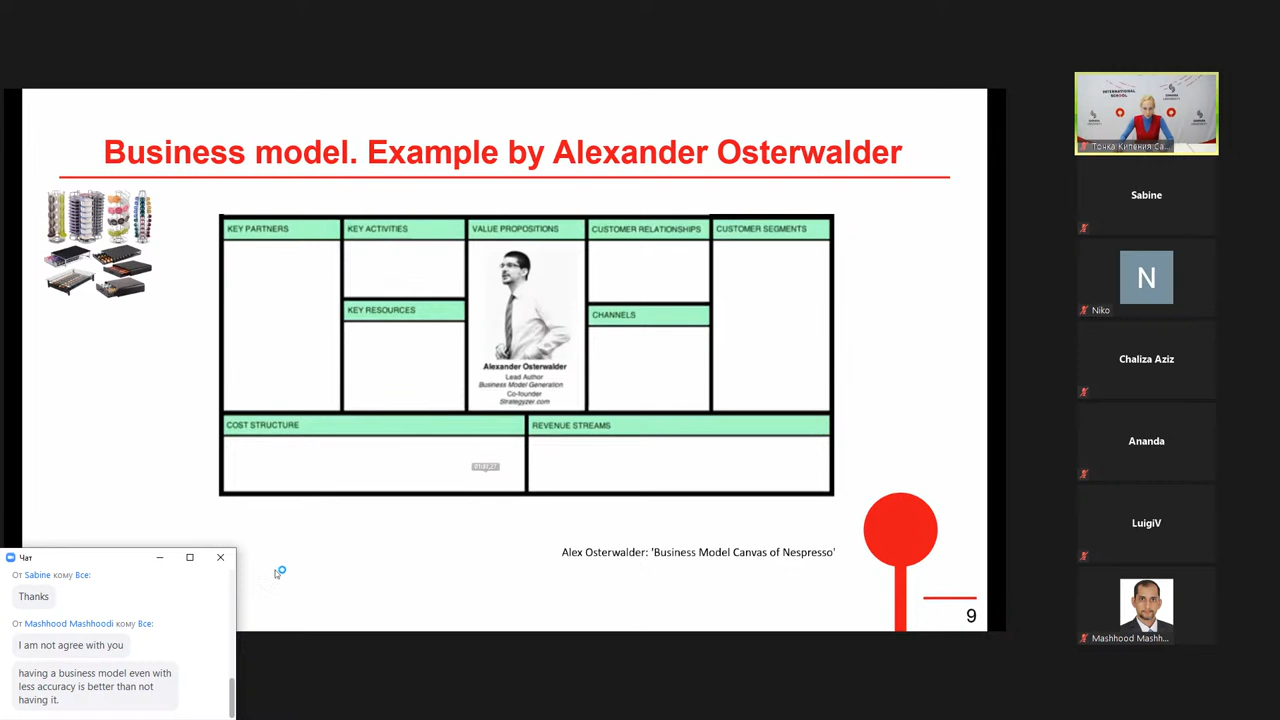 Business model. Example by Alexander Osterwalder
KEY PARTNERS
KEY ACTIVITIES
VALUE PROPOSITIONS
CUSTOMER RELATIONSHIPS
CUSTOMER SEGMENTS
KEY RESOURCES
CHANNELS
Alexander Osterwalder
Lead Author
Business Model Generation
Co-founder
Strategyzer.com
COST STRUCTURE
REVENUE STREAMS
Alex Osterwalder: 'Business Model Canvas of Nespresso'
9
Чат
От Sabine кому Все:
Thanks
От Mashhood Mashhoodi кому Все:
I am not agree with you
having a business model even with
less accuracy is better than not
having it.
INTERNATIONAL
SCHOOL
SAMARA
UNIVERSITY
Точка Кипения Са...
Sabine
N
Niko
Chaliza Aziz
Ananda
LuigiV
Mashhood Mashh...